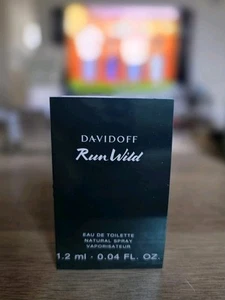 DAVIDOFF
Run Wild
EAU DE TOILETTE
NATURAL SPRAY
VAPORISATEUR
1.2 ml · 0.04 FL. OZ.